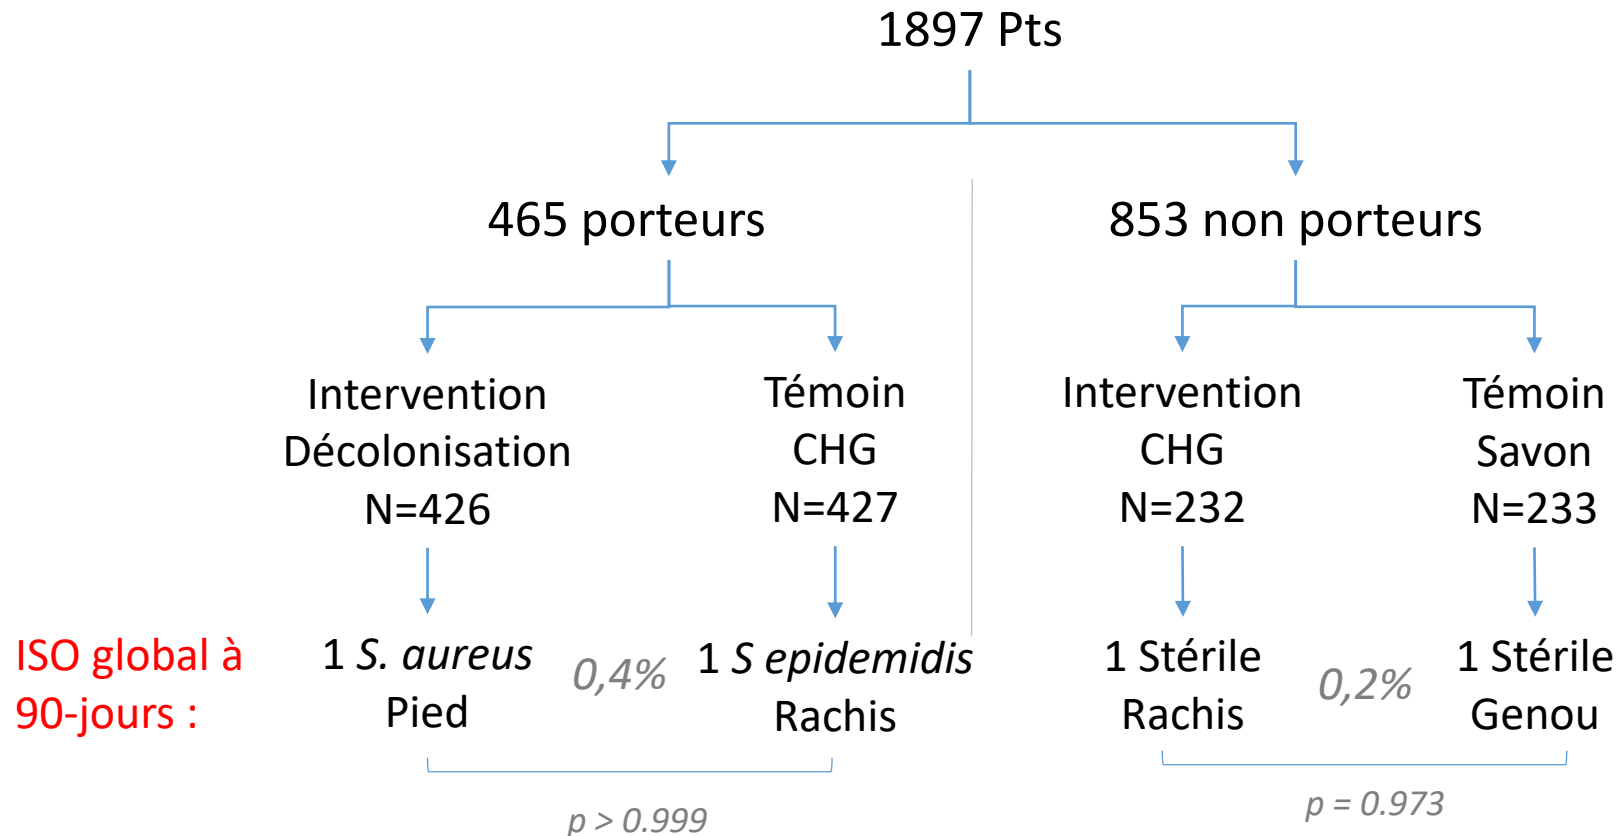 1897 Pts
465 porteurs
853 non porteurs
Intervention
Décolonisation
N=426
Témoin
CHG
N=427
Intervention
CHG
N=232
Témoin
Savon
N=233
ISO global à
90-jours :
1 S. aureus
Pied
0,4%
1 S epidemidis
Rachis
1 Stérile
Rachis
0,2%
1 Stérile
Genou
p > 0.999
p = 0.973